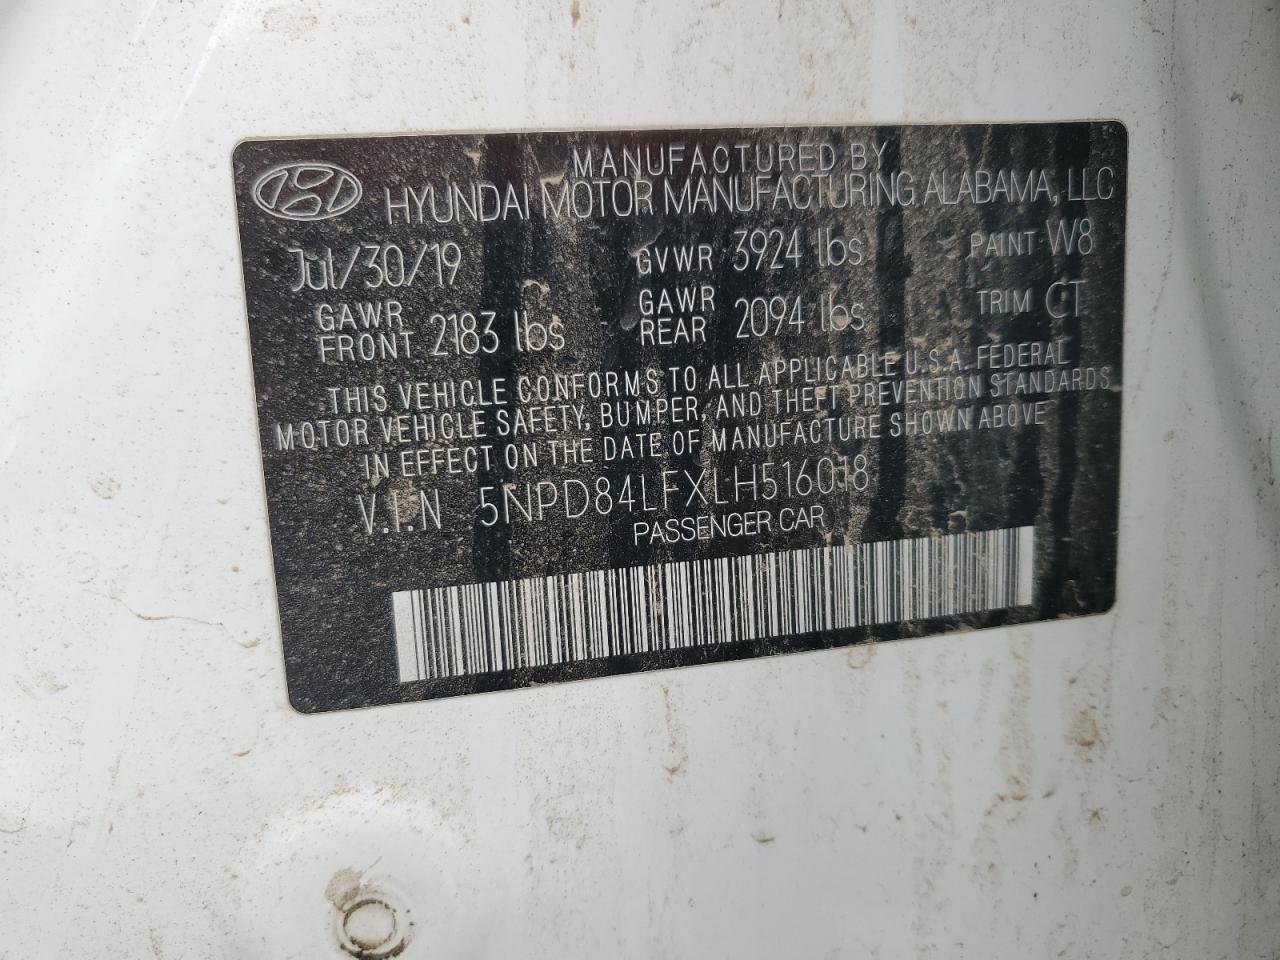 MANUFACTURED BY
HYUNDAI MOTOR MANUFACTURING ALABAMA, LLC
Jul/30/19 GVWR 3924 lbs PAINT W8
GAWR FRONT 2183 lbs GAWR REAR 2094 lbs TRIM CT
THIS VEHICLE CONFORMS TO ALL APPLICABLE U.S.A. FEDERAL
MOTOR VEHICLE SAFETY, BUMPER, AND THEFT PREVENTION STANDARDS
IN EFFECT ON THE DATE OF MANUFACTURE SHOWN ABOVE
V.I.N 5NPD84LFXLH516018
PASSENGER CAR